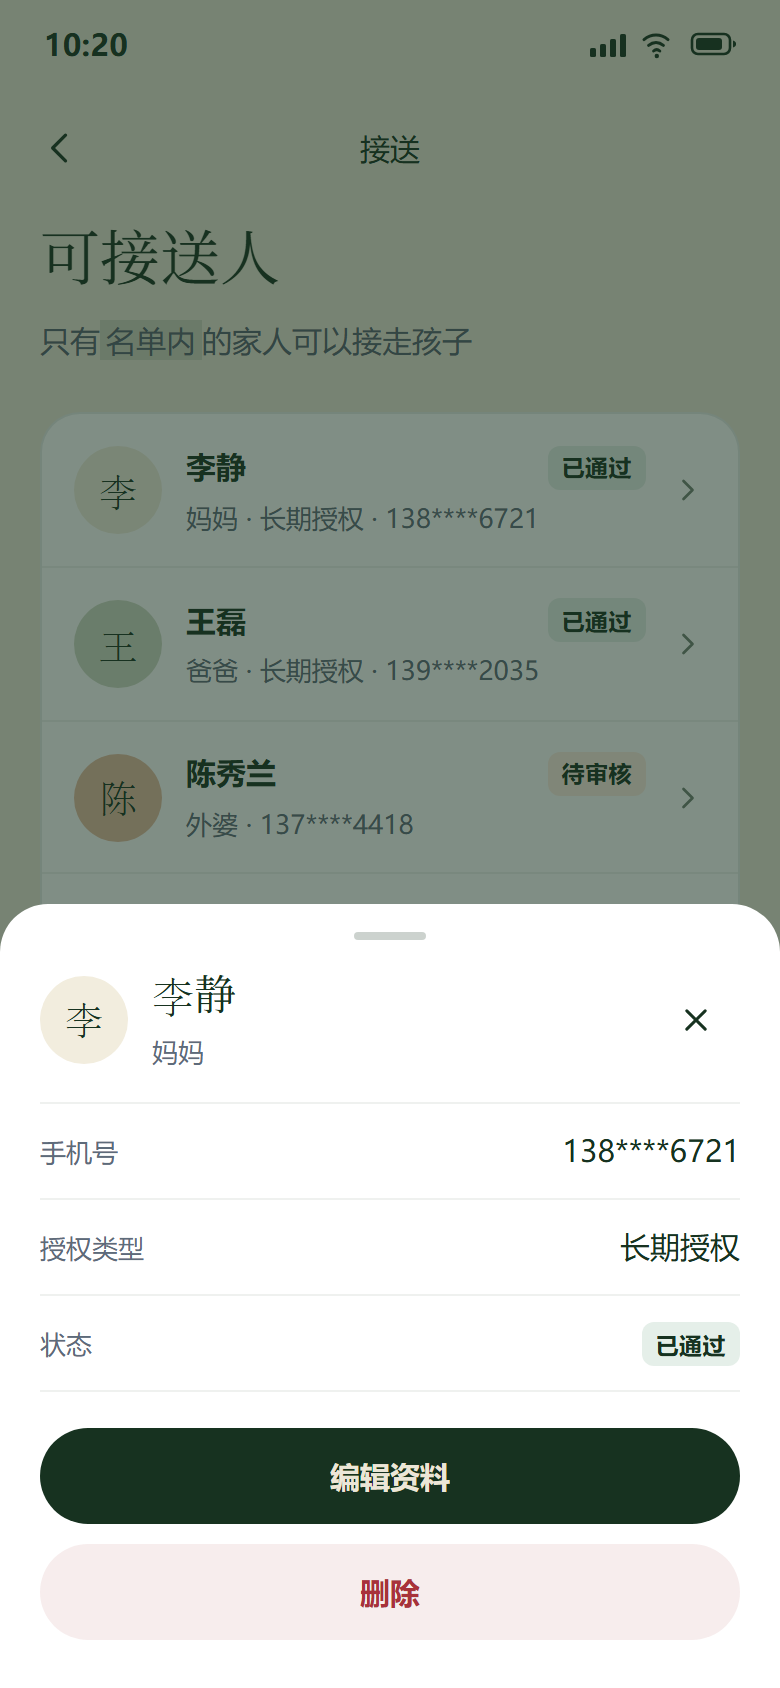 10:20
接送
可接送人
只有 名单内 的家人可以接走孩子
李
李静
已通过
妈妈 · 长期授权 · 138****6721
王
王磊
已通过
爸爸 · 长期授权 · 139****2035
陈
陈秀兰
待审核
外婆 · 137****4418
李
李静
妈妈
手机号
138****6721
授权类型
长期授权
状态
已通过
编辑资料
删除